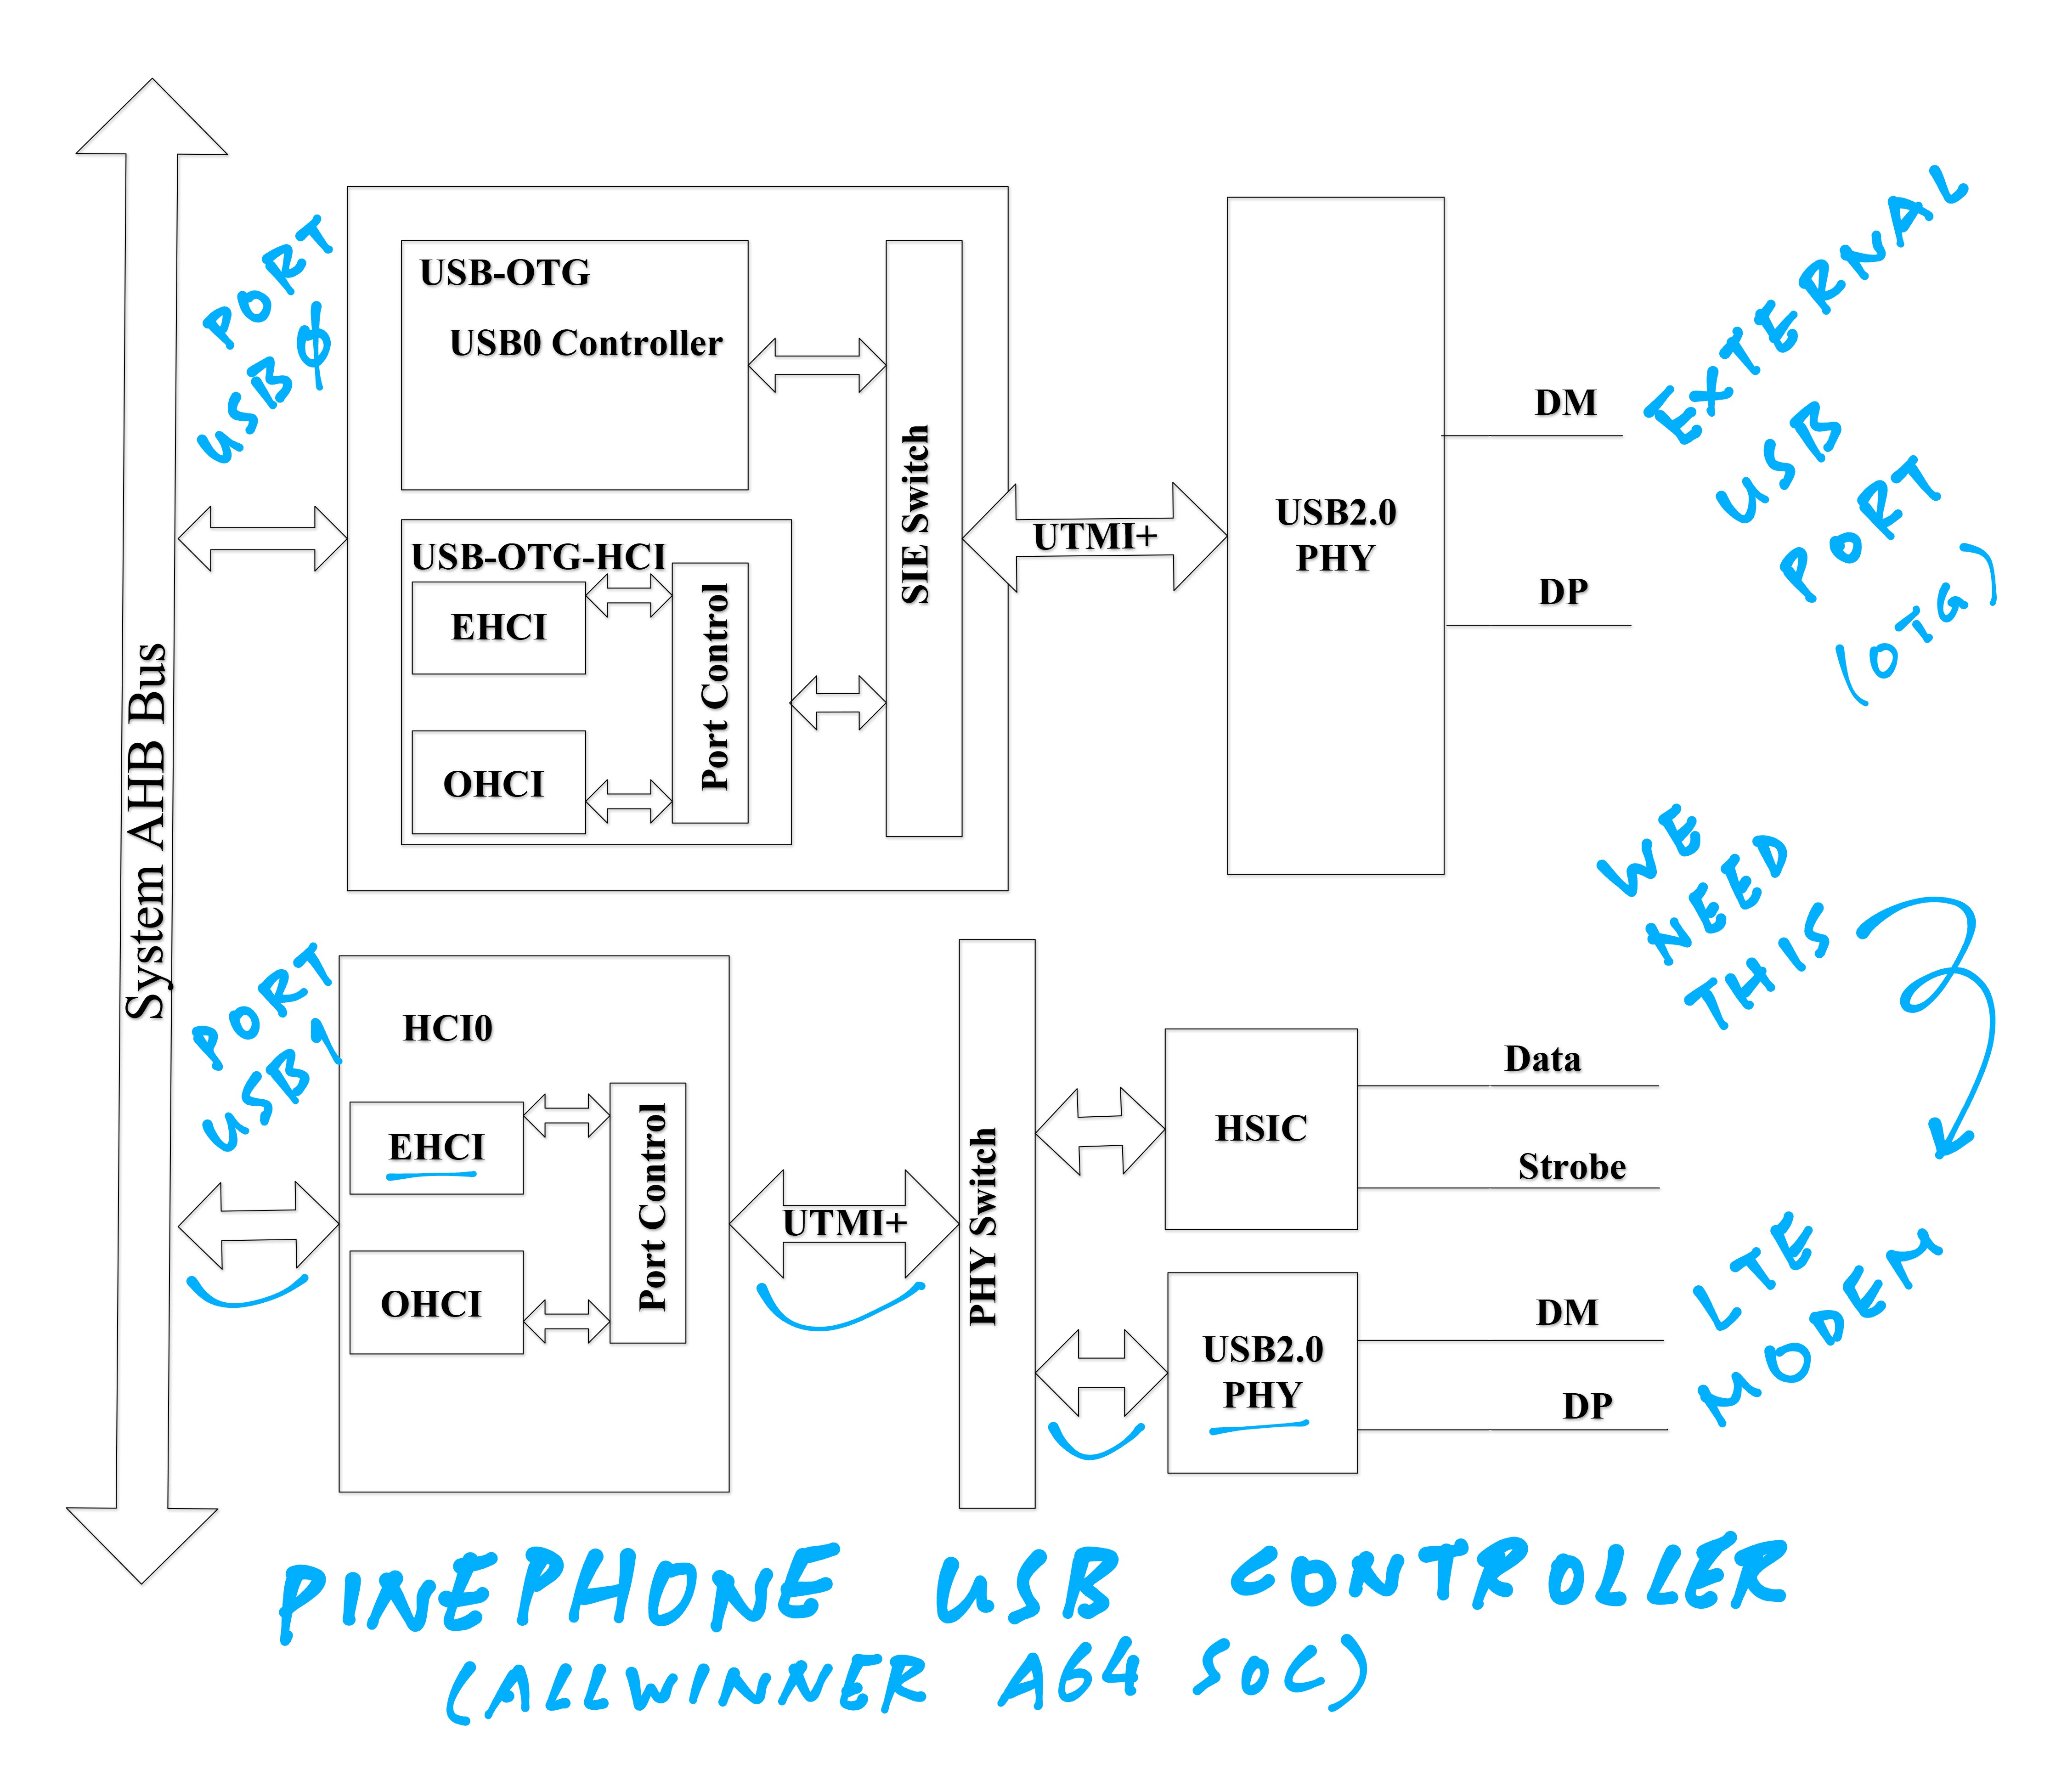 System AHB Bus
PORT
USB0
USB-OTG
USB0 Controller
USB-OTG-HCI
EHCI
OHCI
Port Control
SIE Switch
UTMI+
USB2.0
PHY
DM
DP
EXTERNAL
USB
PORT
(OTG)
PORT
USB1
HCI0
EHCI
OHCI
Port Control
UTMI+
PHY Switch
HSIC
Data
Strobe
USB2.0
PHY
DM
DP
WE
NEED
THIS
LTE
MODEM
PINEPHONE USB CONTROLLER
(ALLWINNER A64 SOC)